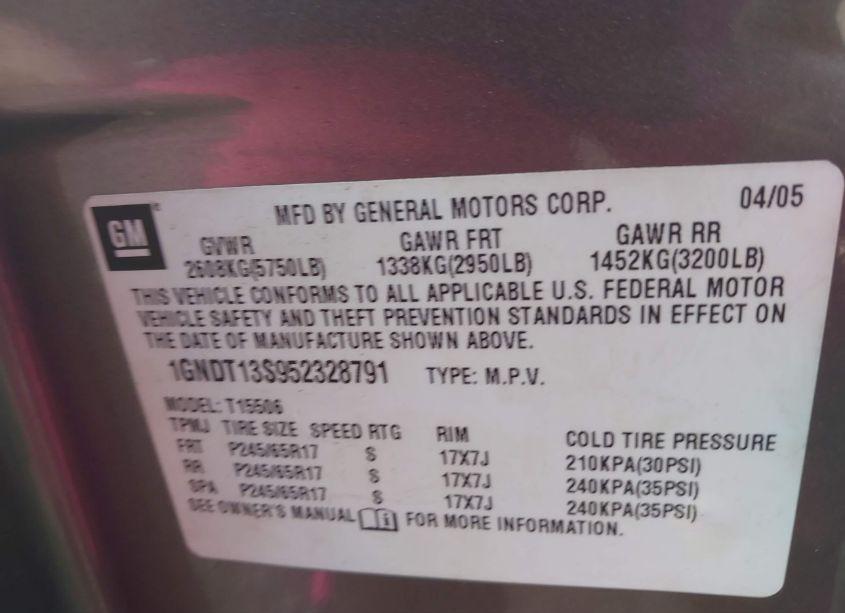 GM
MFD BY GENERAL MOTORS CORP. 04/05
GVWR GAWR FRT GAWR RR
2608KG(5750LB) 1338KG(2950LB) 1452KG(3200LB)
THIS VEHICLE CONFORMS TO ALL APPLICABLE U.S. FEDERAL MOTOR
VEHICLE SAFETY AND THEFT PREVENTION STANDARDS IN EFFECT ON
THE DATE OF MANUFACTURE SHOWN ABOVE.
1GNDT13S952328791 TYPE: M.P.V.
MODEL: T15506
TPMJ TIRE SIZE SPEED RTG RIM COLD TIRE PRESSURE
FRT P245/65R17 S 17X7J 210KPA(30PSI)
RR P245/65R17 S 17X7J 240KPA(35PSI)
SPA P245/65R17 S 17X7J 240KPA(35PSI)
SEE OWNER'S MANUAL FOR MORE INFORMATION.